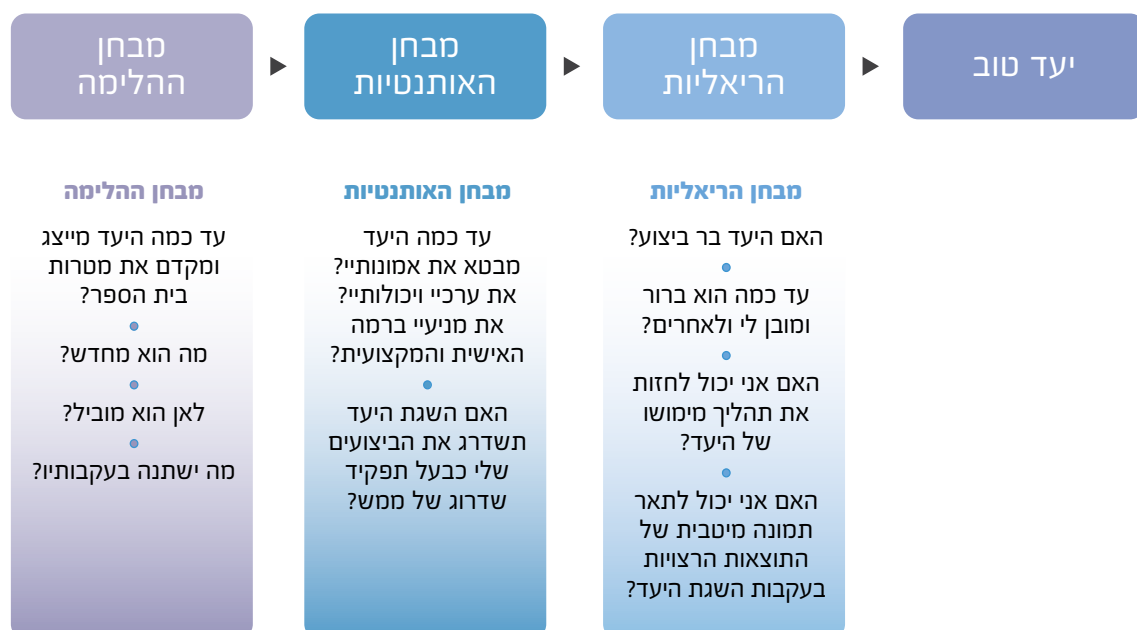 מבחן
ההלימה
מבחן
האותנטיות
מבחן
הריאליות
יעד טוב
מבחן ההלימה
עד כמה היעד מייצג
ומקדם את מטרות
בית הספר?
מה הוא מחדש?
לאן הוא מוביל?
מה ישתנה בעקבותיו?
מבחן האותנטיות
עד כמה היעד
מבטא את אמונותיי?
את ערכיי ויכולותיי?
את מניעיי ברמה
האישית והמקצועית?
האם השגת היעד
תשדרג את הביצועים
שלי כבעל תפקיד
שדרוג של ממש?
מבחן הריאליות
האם היעד בר ביצוע?
עד כמה הוא ברור
ומובן לי ולאחרים?
האם אני יכול לחזות
את תהליך מימושו
של היעד?
האם אני יכול לתאר
תמונה מיטבית של
התוצאות הרצויות
בעקבות השגת היעד?